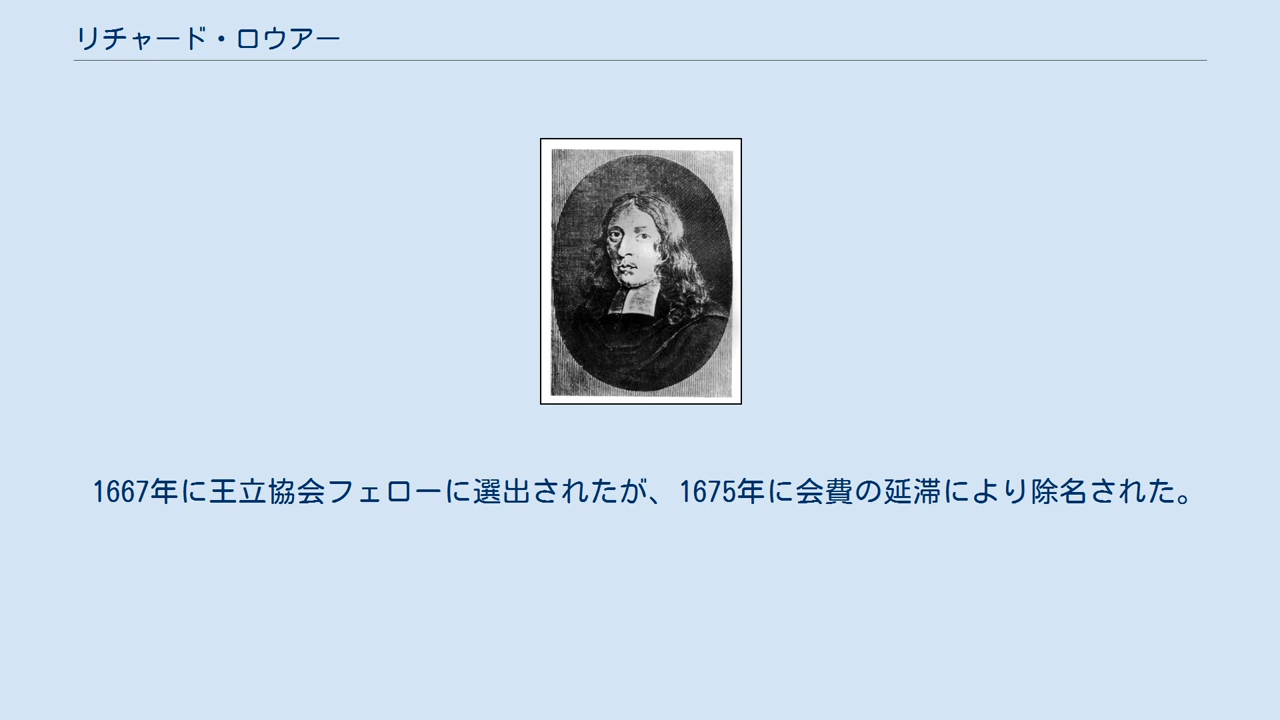 リチャード・ロウアー
1667年に王立協会フェローに選出されたが、1675年に会費の延滞により除名された。